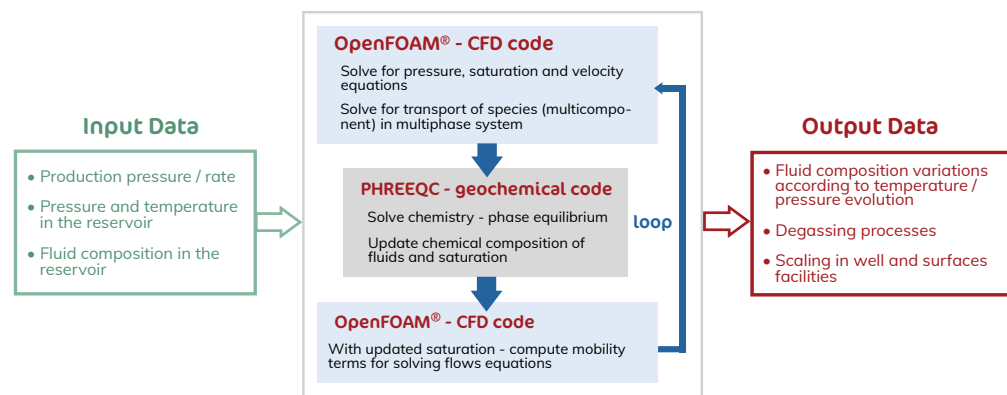 Input Data
• Production pressure / rate
• Pressure and temperature
in the reservoir
• Fluid composition in the
reservoir
OpenFOAM® - CFD code
Solve for pressure, saturation and velocity
equations
Solve for transport of species (multicompo-
nent) in multiphase system
PHREEQC - geochemical code
Solve chemistry - phase equilibrium
Update chemical composition of
fluids and saturation
loop
OpenFOAM® - CFD code
With updated saturation - compute mobility
terms for solving flows equations
Output Data
• Fluid composition variations
according to temperature /
pressure evolution
• Degassing processes
• Scaling in well and surfaces
facilities